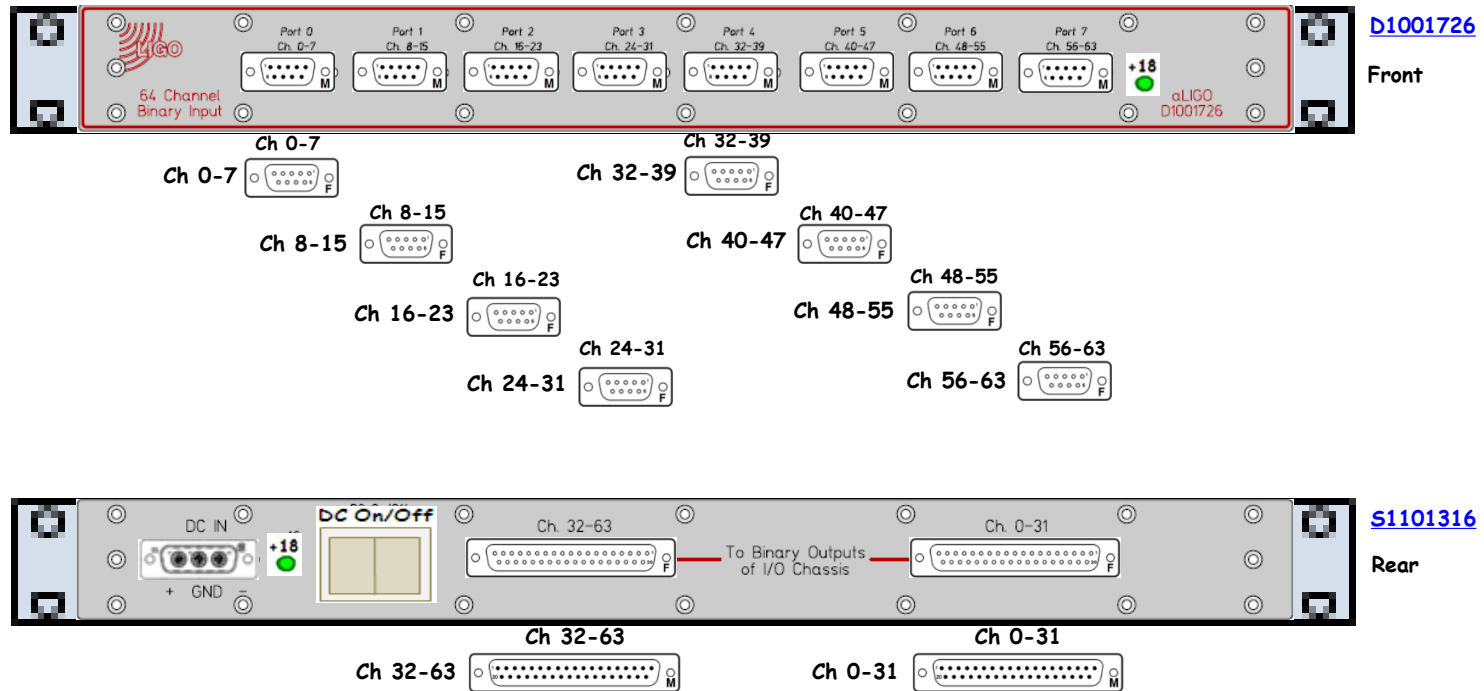 Port 0 Port 1 Port 2 Port 3 Port 4 Port 5 Port 6 Port 7
Ch. 0-7 Ch. 8-15 Ch. 16-23 Ch. 24-31 Ch. 32-39 Ch. 40-47 Ch. 48-55 Ch. 56-63
LIGO
M M M M M M M M
+18
64 Channel
Binary Input
aLIGO
D1001726
D1001726
Front
Ch 0-7
Ch 0-7
F
Ch 32-39
Ch 32-39
F
Ch 8-15
Ch 8-15
F
Ch 40-47
Ch 40-47
F
Ch 16-23
Ch 16-23
F
Ch 48-55
Ch 48-55
F
Ch 24-31
Ch 24-31
F
Ch 56-63
Ch 56-63
F
DC IN
+18
+ GND -
DC On/Off
Ch. 32-63
F
To Binary Outputs
of I/O Chassis
Ch. 0-31
F
S1101316
Rear
Ch 32-63
Ch 32-63
M
Ch 0-31
Ch 0-31
M